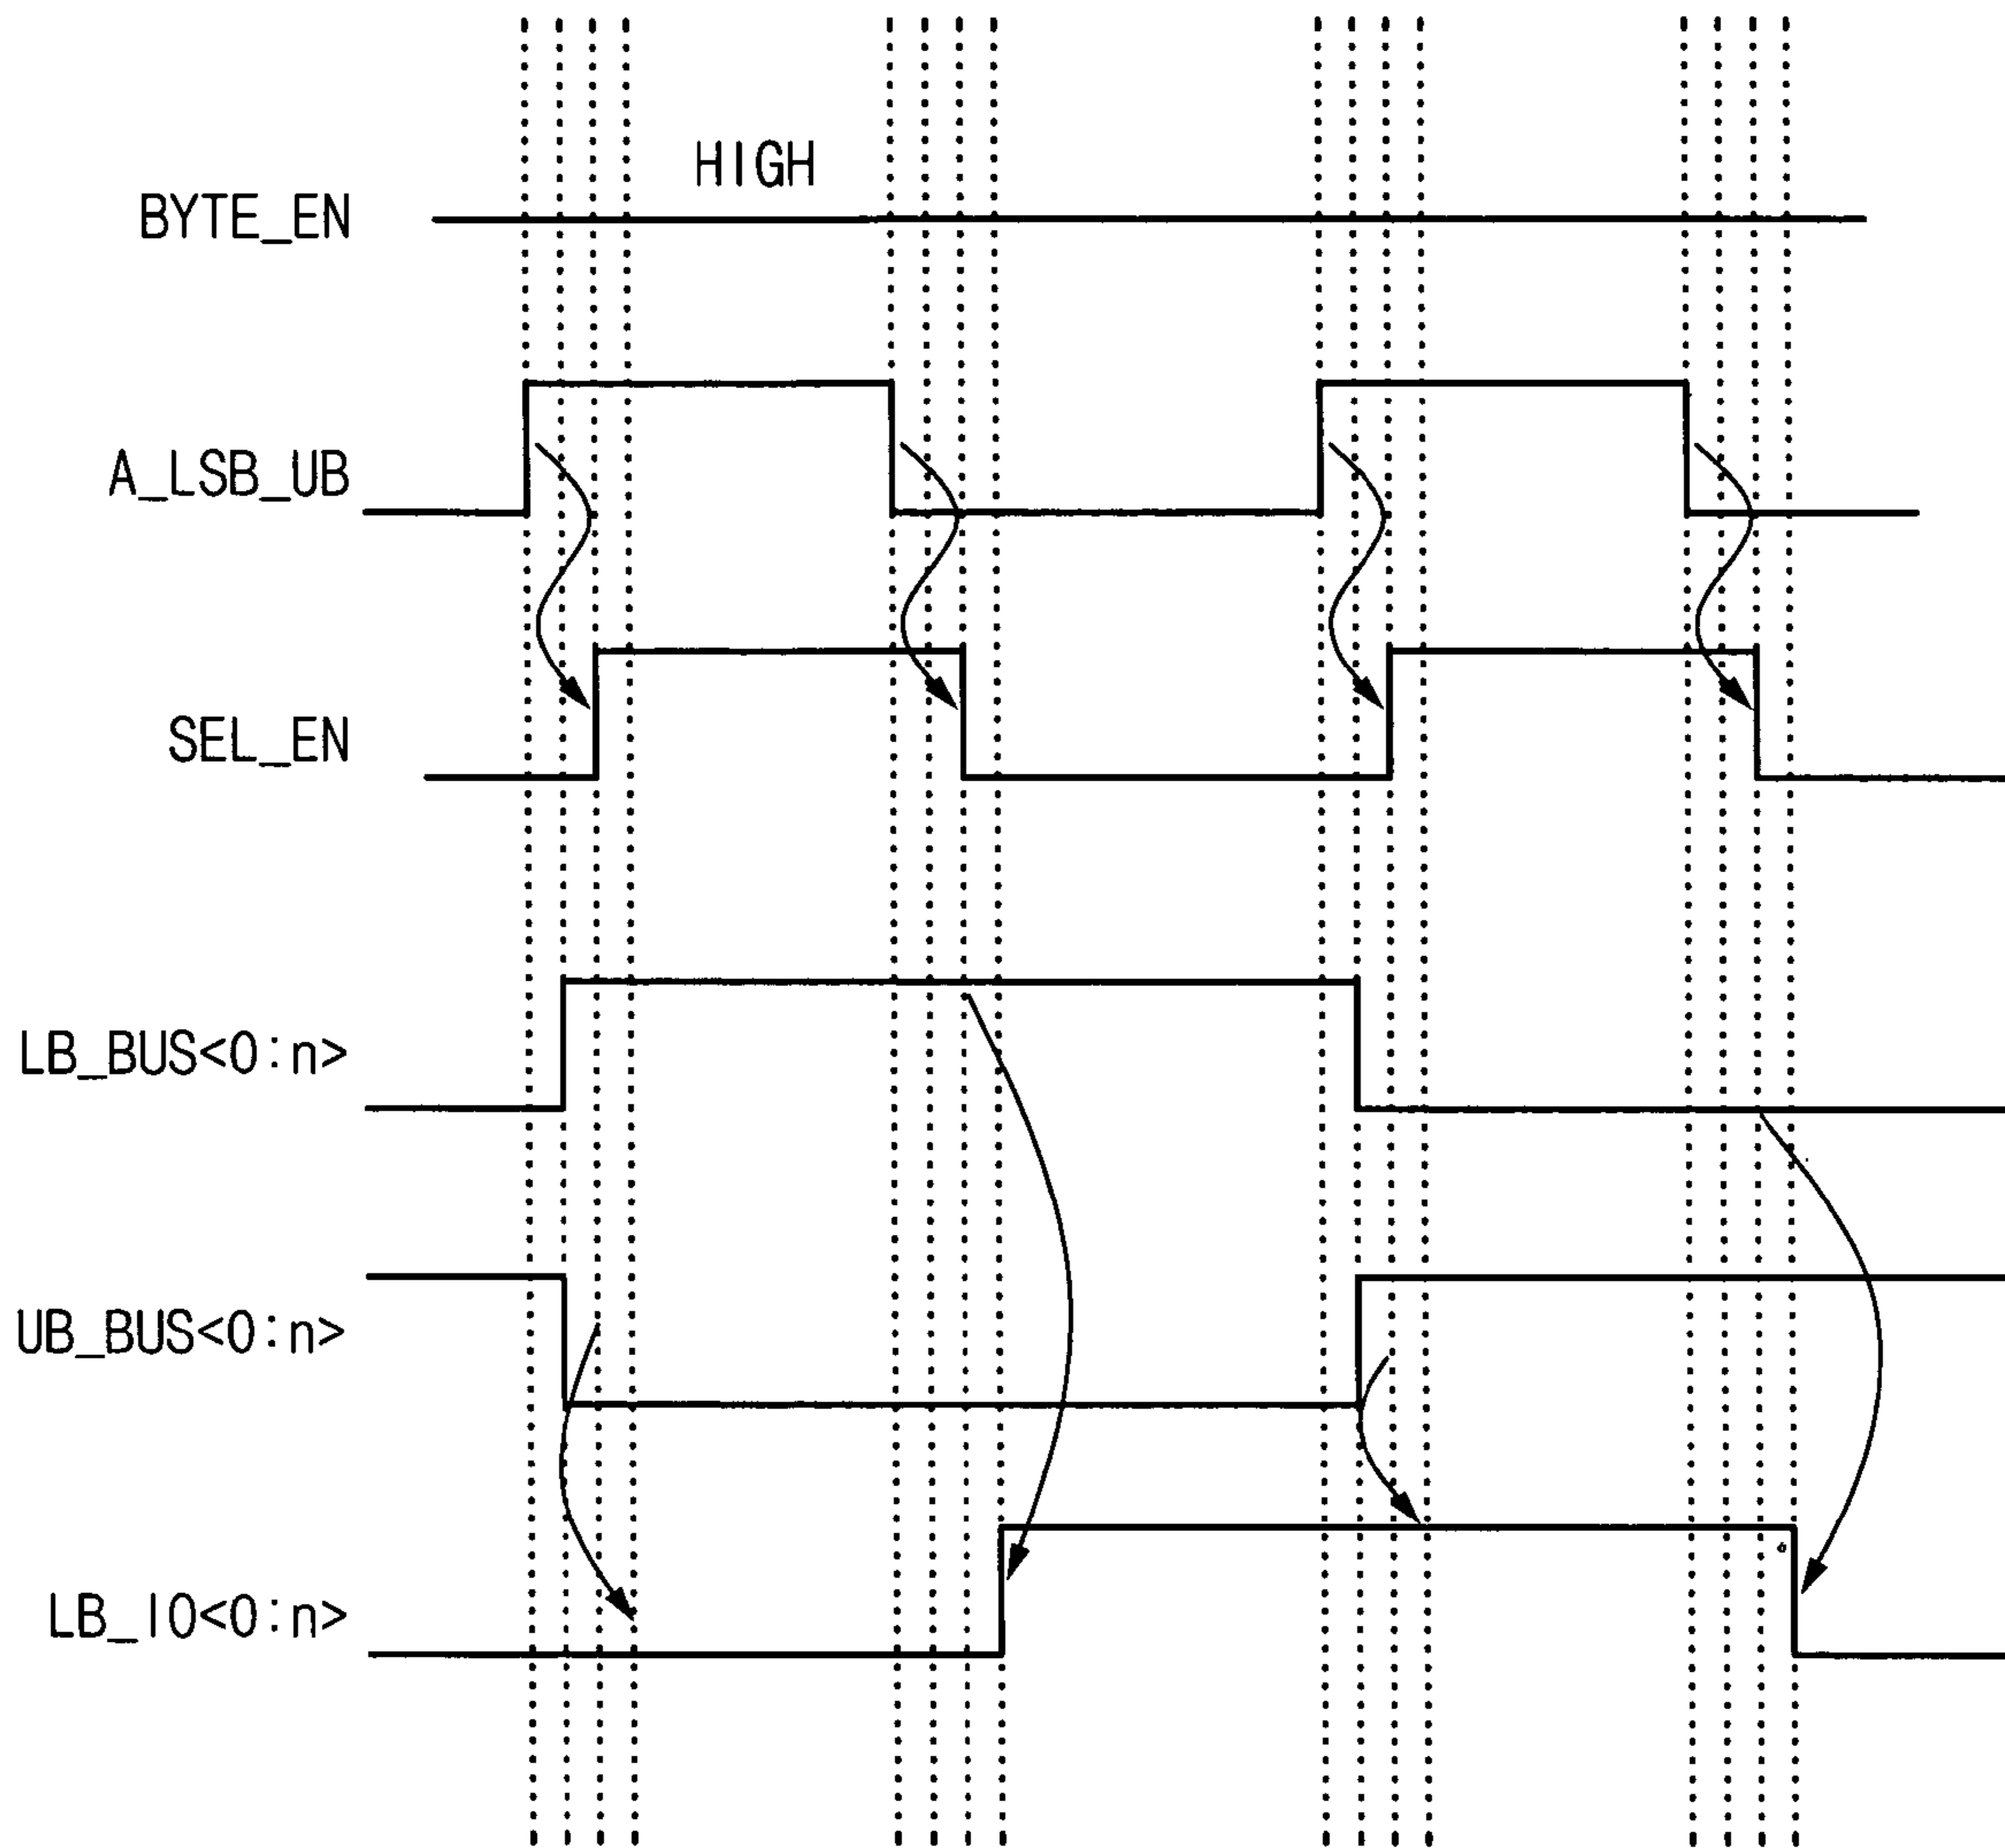 HIGH
BYTE_EN
A_LSB_UB
SEL_EN
LB_BUS<0:n>
UB_BUS<0:n>
LB_IO<0:n>